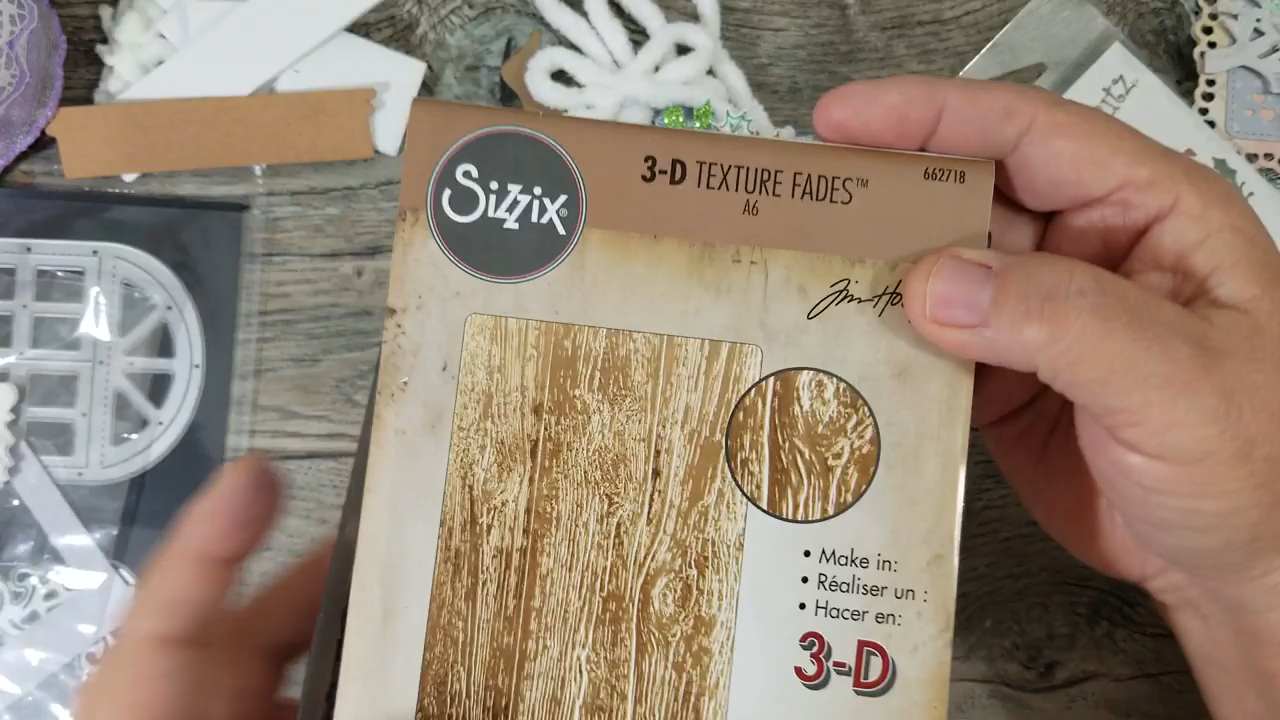 Sizzix®
3-D TEXTURE FADES™
A6
662718
• Make in:
• Réaliser un :
• Hacer en:
3-D